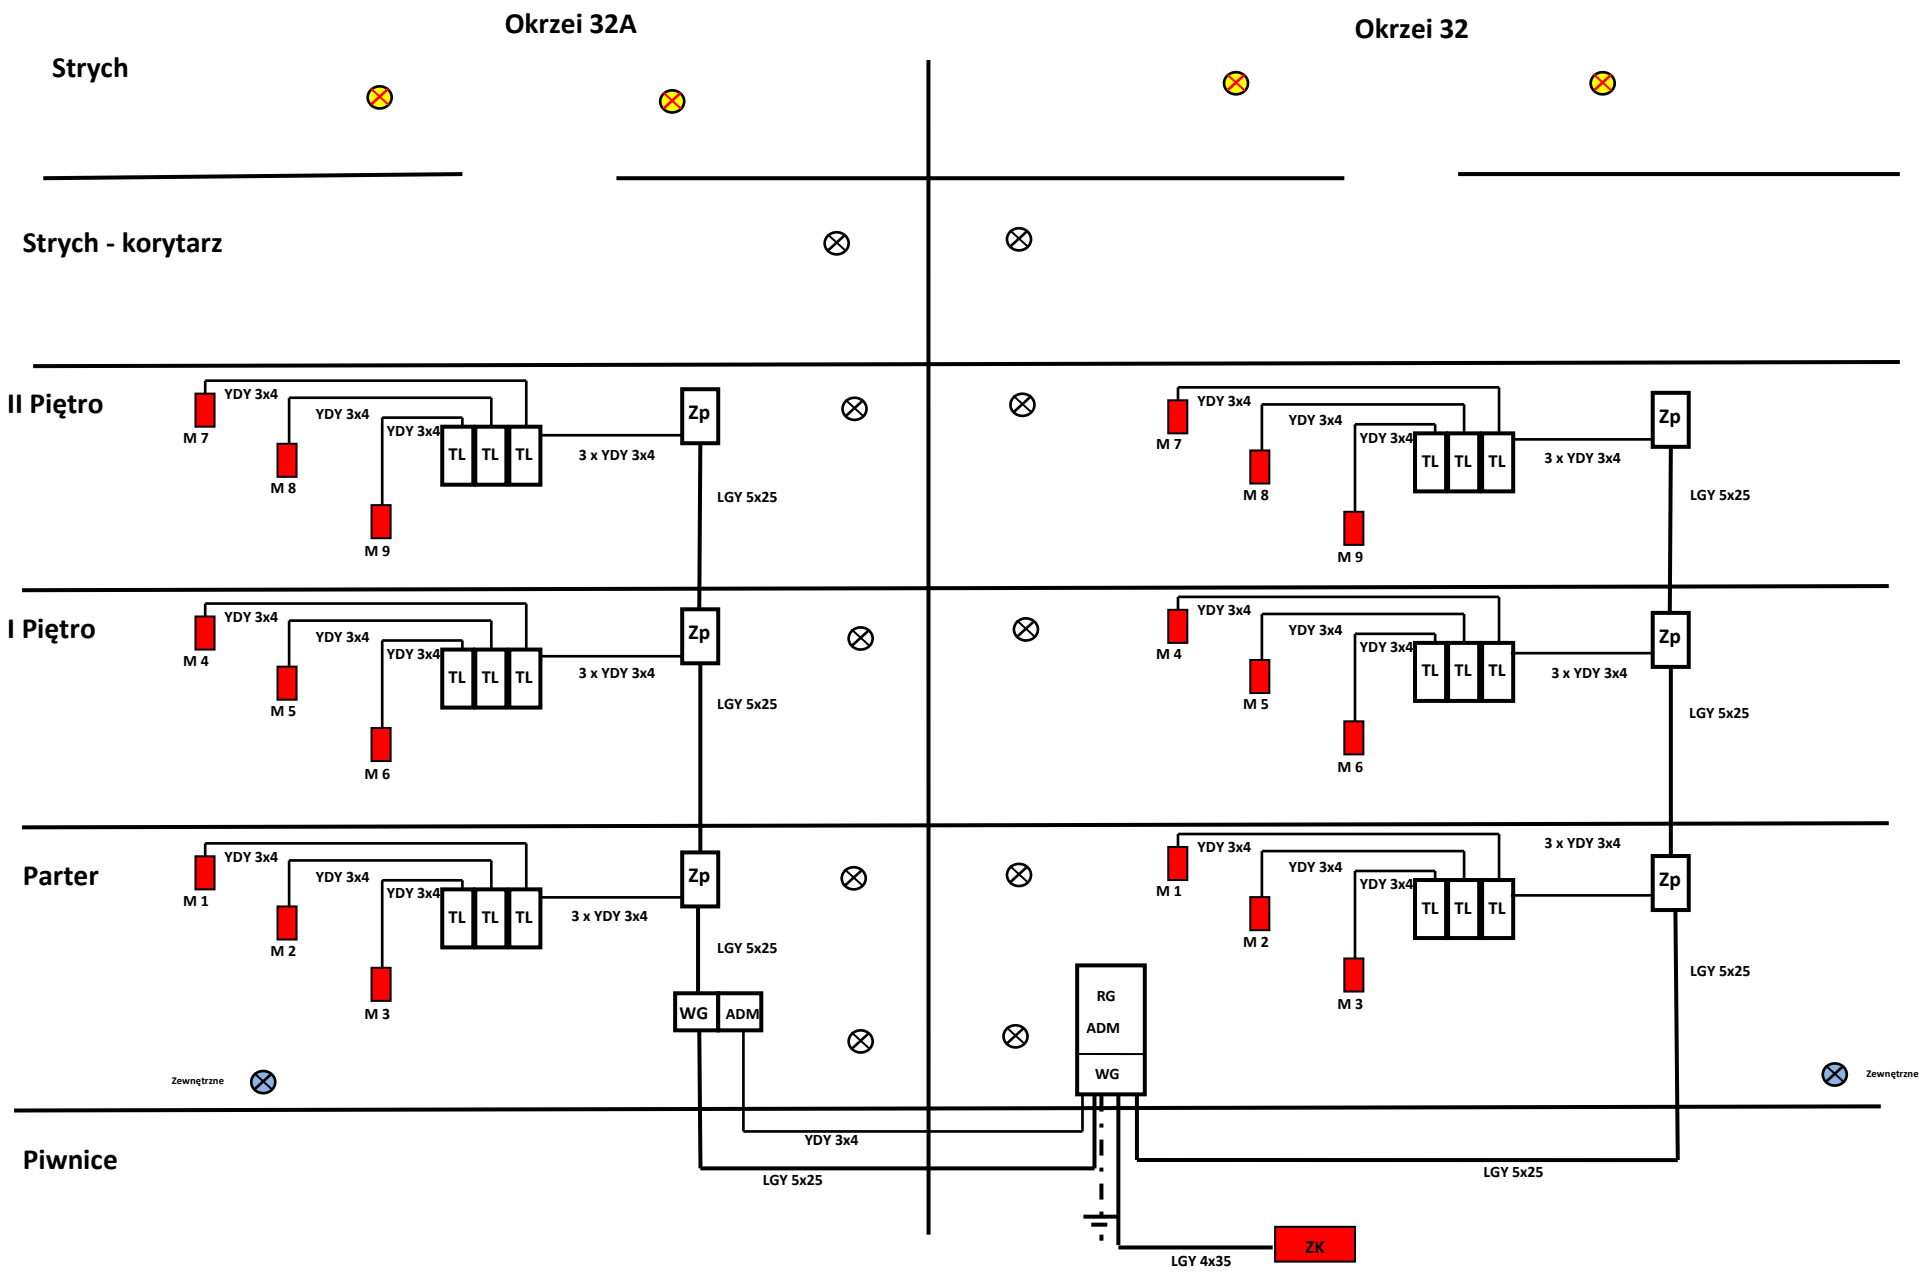 Okrzei 32A
Okrzei 32
Strych
Strych - korytarz
II Piętro
YDY 3x4
M 7
YDY 3x4
M 8
YDY 3x4
M 9
TL TL TL
3 x YDY 3x4
Zp
LGY 5x25
YDY 3x4
M 7
YDY 3x4
M 8
YDY 3x4
M 9
TL TL TL
3 x YDY 3x4
Zp
LGY 5x25
I Piętro
YDY 3x4
M 4
YDY 3x4
M 5
YDY 3x4
M 6
TL TL TL
3 x YDY 3x4
Zp
LGY 5x25
YDY 3x4
M 4
YDY 3x4
M 5
YDY 3x4
M 6
TL TL TL
3 x YDY 3x4
Zp
LGY 5x25
Parter
YDY 3x4
M 1
YDY 3x4
M 2
YDY 3x4
M 3
TL TL TL
3 x YDY 3x4
Zp
LGY 5x25
WG ADM
YDY 3x4
M 1
YDY 3x4
M 2
YDY 3x4
M 3
TL TL TL
3 x YDY 3x4
Zp
LGY 5x25
RG
ADM
WG
Zewnętrzne
Zewnętrzne
Piwnice
YDY 3x4
LGY 5x25
LGY 5x25
LGY 4x35
ZK